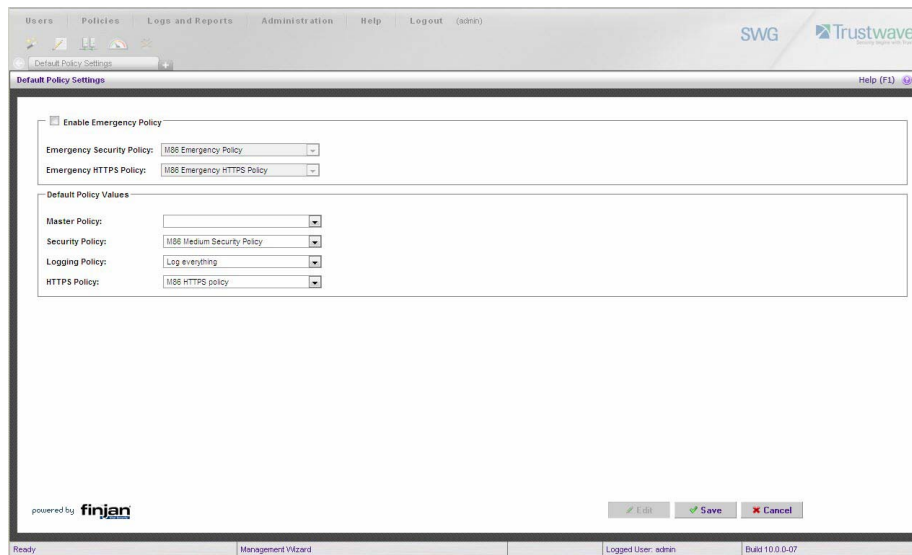 Users Policies Logs and Reports Administration Help Logout (admin)
SWG Trustwave
Default Policy Settings
Default Policy Settings Help (F1)
Enable Emergency Policy
Emergency Security Policy: M86 Emergency Policy
Emergency HTTPS Policy: M86 Emergency HTTPS Policy
Default Policy Values
Master Policy:
Security Policy: M86 Medium Security Policy
Logging Policy: Log everything
HTTPS Policy: M86 HTTPS policy
powered by finjan
Edit Save Cancel
Ready Management Wizard Logged User: admin Build 10.0.0-07